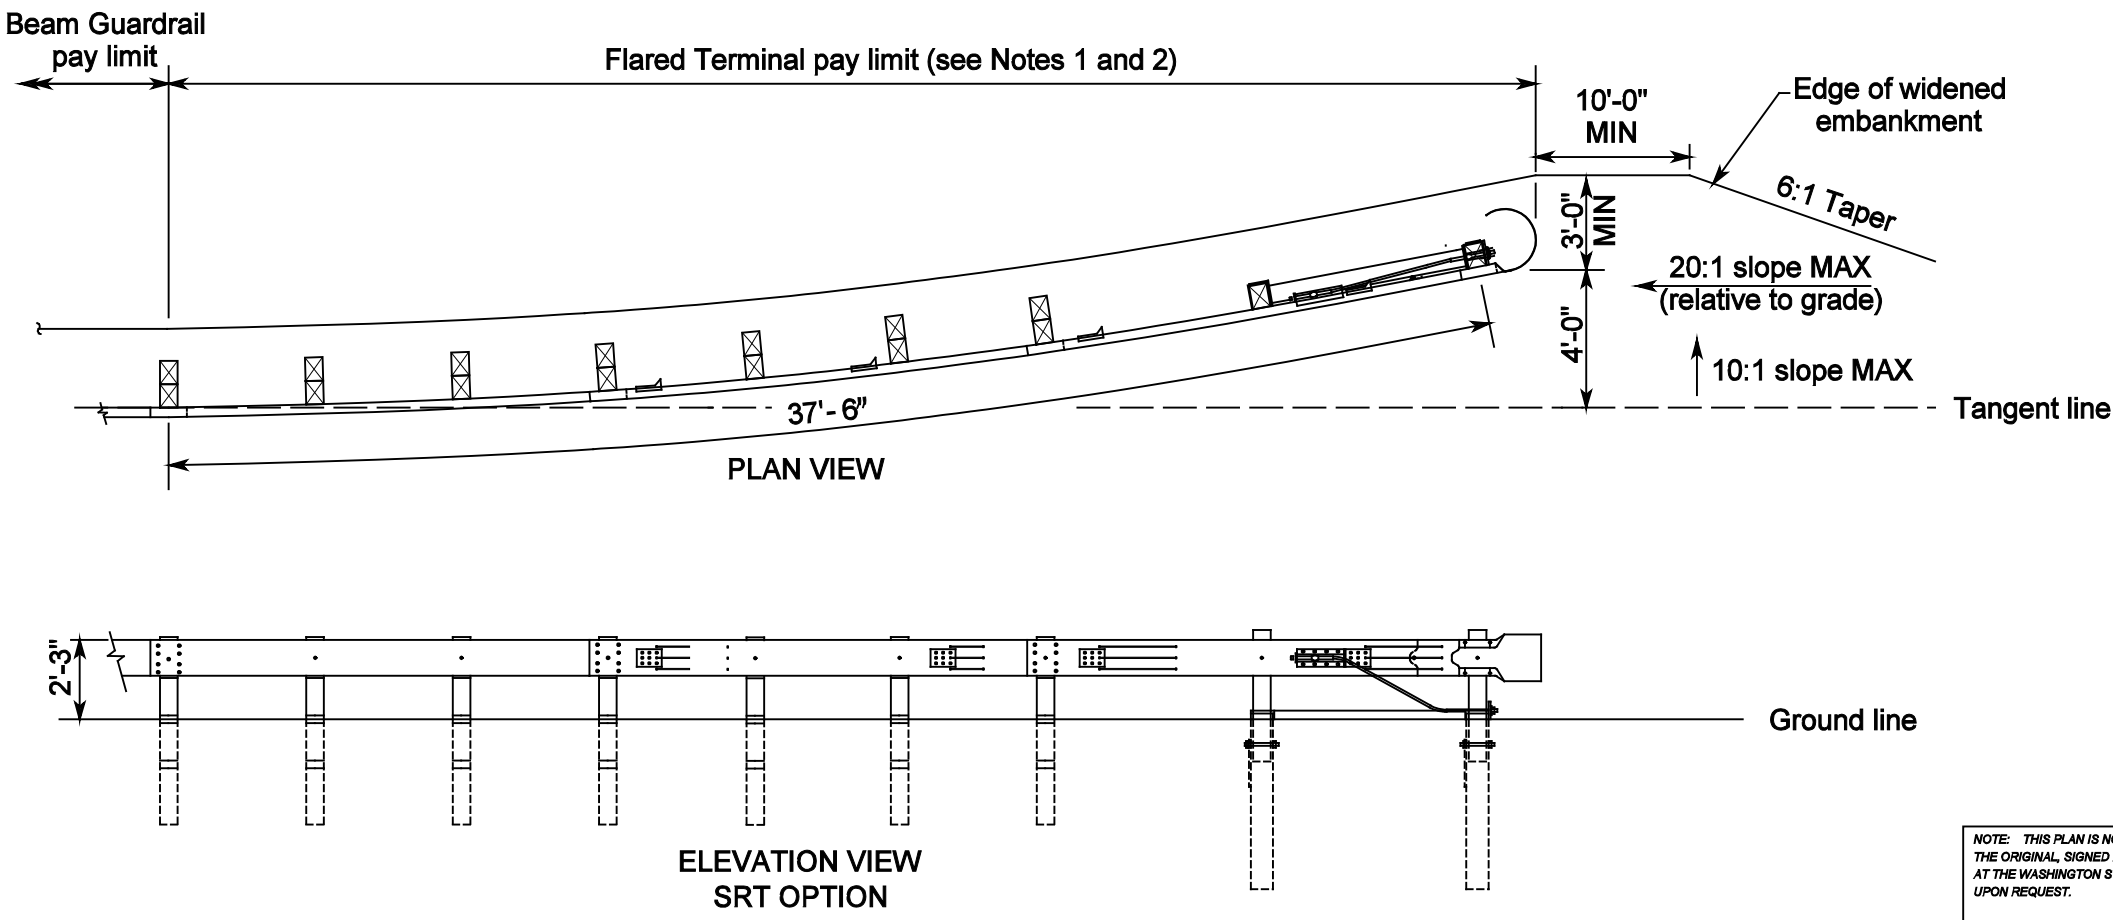 Beam Guardrail
pay limit
Flared Terminal pay limit (see Notes 1 and 2)
10'-0"
MIN
Edge of widened
embankment
6:1 Taper
3'-0"
MIN
20:1 slope MAX
(relative to grade)
4'-0"
10:1 slope MAX
Tangent line
37'- 6”
PLAN VIEW
2'-3"
Ground line
ELEVATION VIEW
SRT OPTION
NOTE: THIS PLAN IS
THE ORIGINAL, SIGNED
AT THE WASHINGTON
UPON REQUEST.